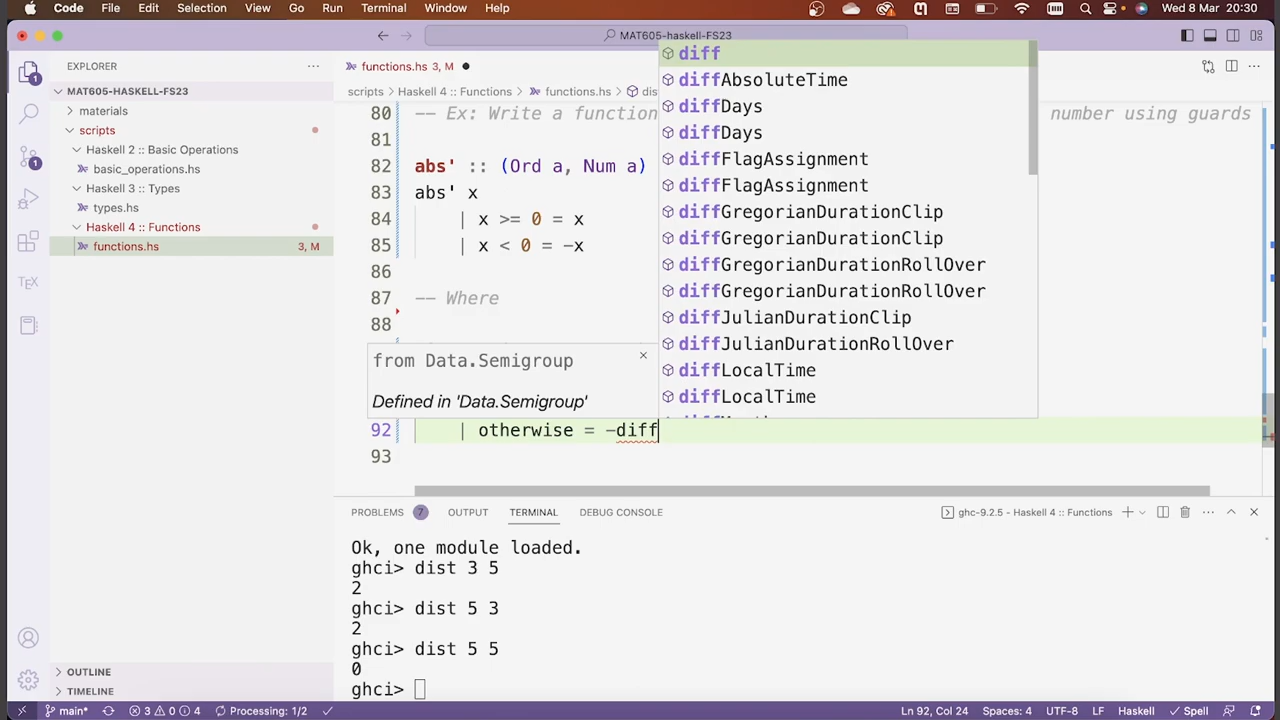 Code File Edit Selection View Go Run Terminal Window Help Wed 8 Mar 20:30
MAT605-haskell-FS23
EXPLORER
functions.hs 3, M
MAT605-HASKELL-FS23
scripts > Haskell 4 :: Functions > functions.hs > dis
materials
scripts
Haskell 2 :: Basic Operations
basic_operations.hs
Haskell 3 :: Types
types.hs
Haskell 4 :: Functions
functions.hs 3, M
80 -- Ex: Write a function number using guards
81
82 abs' :: (Ord a, Num a)
83 abs' x
84 | x >= 0 = x
85 | x < 0 = -x
86
87 -- Where
88
from Data.Semigroup
Defined in 'Data.Semigroup'
92 | otherwise = -diff
93
diff
diffAbsoluteTime
diffDays
diffDays
diffFlagAssignment
diffFlagAssignment
diffGregorianDurationClip
diffGregorianDurationClip
diffGregorianDurationRollOver
diffGregorianDurationRollOver
diffJulianDurationClip
diffJulianDurationRollOver
diffLocalTime
diffLocalTime
PROBLEMS 7 OUTPUT TERMINAL DEBUG CONSOLE ghc-9.2.5 - Haskell 4 :: Functions
Ok, one module loaded.
ghci> dist 3 5
2
ghci> dist 5 3
2
ghci> dist 5 5
0
ghci>
OUTLINE
TIMELINE
main* 3 0 4 Processing: 1/2 Ln 92, Col 24 Spaces: 4 UTF-8 LF Haskell Spell